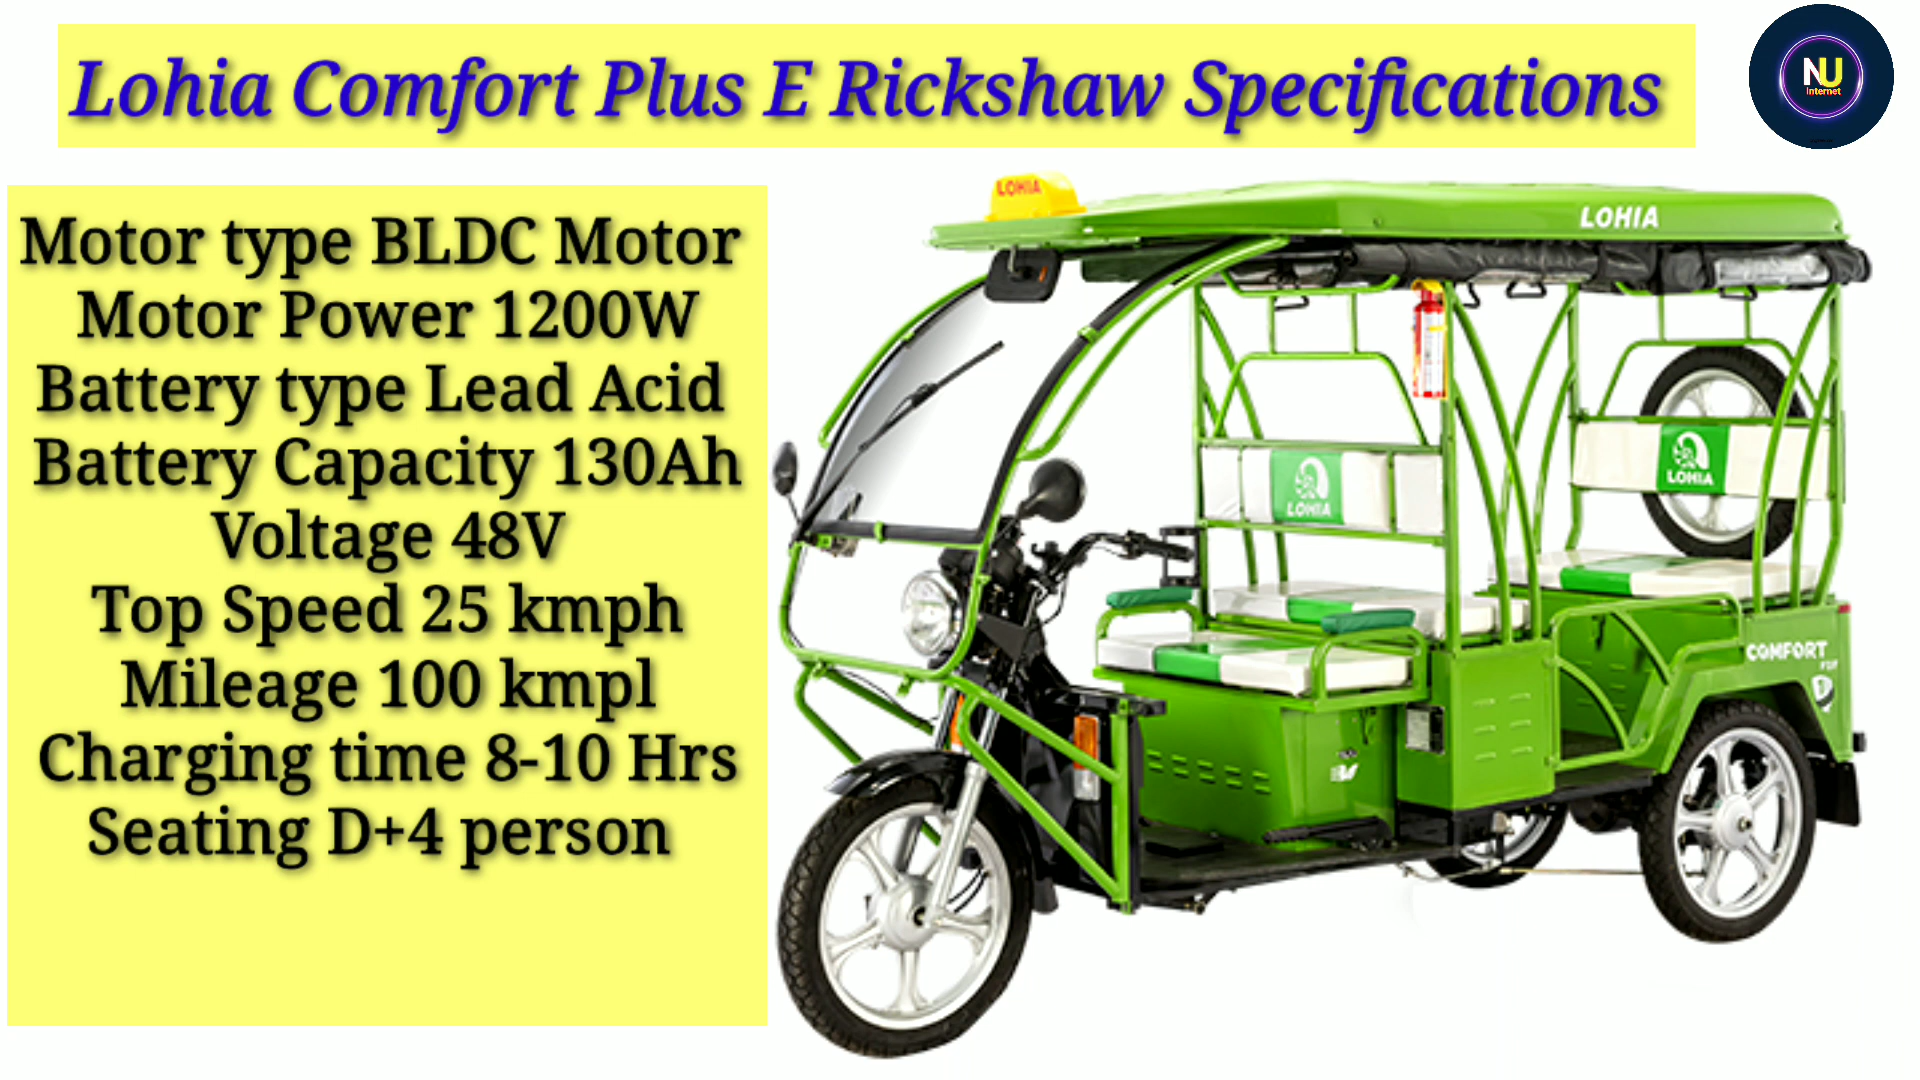 Lohia Comfort Plus E Rickshaw Specifications
NU
Internet
Motor type BLDC Motor
Motor Power 1200W
Battery type Lead Acid
Battery Capacity 130Ah
Voltage 48V
Top Speed 25 kmph
Mileage 100 kmpl
Charging time 8-10 Hrs
Seating D+4 person
LOHIA
LOHIA
LOHIA
LOHIA
COMFORT